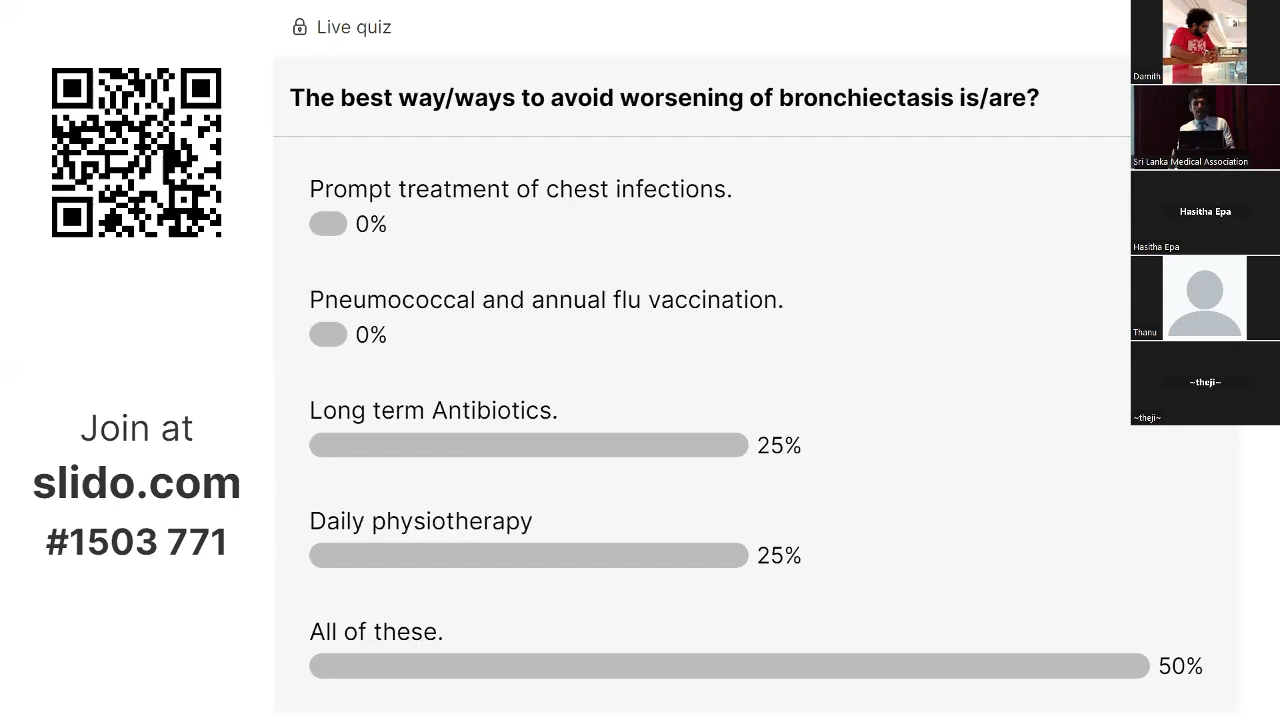 Live quiz
The best way/ways to avoid worsening of bronchiectasis is/are?
Prompt treatment of chest infections.
0%
Pneumococcal and annual flu vaccination.
0%
Long term Antibiotics.
25%
Daily physiotherapy
25%
All of these.
50%
Join at
slido.com
#1503 771
Damith
Sri Lanka Medical Association
Hasitha Epa
Hasitha Epa
Thanu
~theji~
~theji~